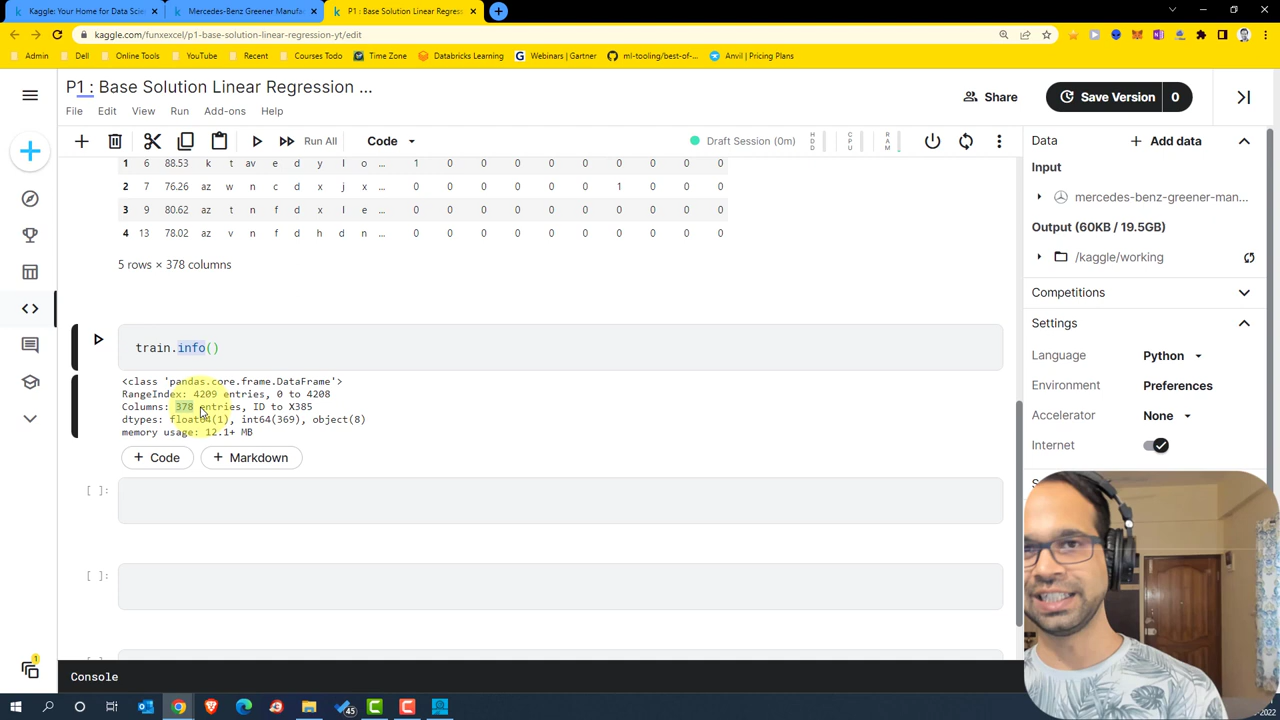 Kaggle: Your Home for Data Scien
Mercedes-Benz Greener Manufac
P1 : Base Solution Linear Regress
kaggle.com/funxexcel/p1-base-solution-linear-regression-yt/edit
Admin
Dell
Online Tools
YouTube
Recent
Courses Todo
Time Zone
Databricks Learning
Webinars | Gartner
ml-tooling/best-of-...
Anvil | Pricing Plans
P1 : Base Solution Linear Regression ...
File Edit View Run Add-ons Help
Share
Save Version 0
Run All
Code
Draft Session (0m)
HDD
CPU
RAM
1 6 88.53 k t av e d y l o ... 1 0 0 0 0 0 0 0 0 0
2 7 76.26 az w n c d x j x ... 0 0 0 0 0 0 1 0 0 0
3 9 80.62 az t n f d x l e ... 0 0 0 0 0 0 0 0 0 0
4 13 78.02 az v n f d h d n ... 0 0 0 0 0 0 0 0 0 0
5 rows × 378 columns
train.info()
<class 'pandas.core.frame.DataFrame'>
RangeIndex: 4209 entries, 0 to 4208
Columns: 378 entries, ID to X385
dtypes: float64(1), int64(369), object(8)
memory usage: 12.1+ MB
+ Code
+ Markdown
[ ]:
[ ]:
Console
Data
+ Add data
Input
mercedes-benz-greener-man...
Output (60KB / 19.5GB)
/kaggle/working
Competitions
Settings
Language Python
Environment Preferences
Accelerator None
Internet
1
45